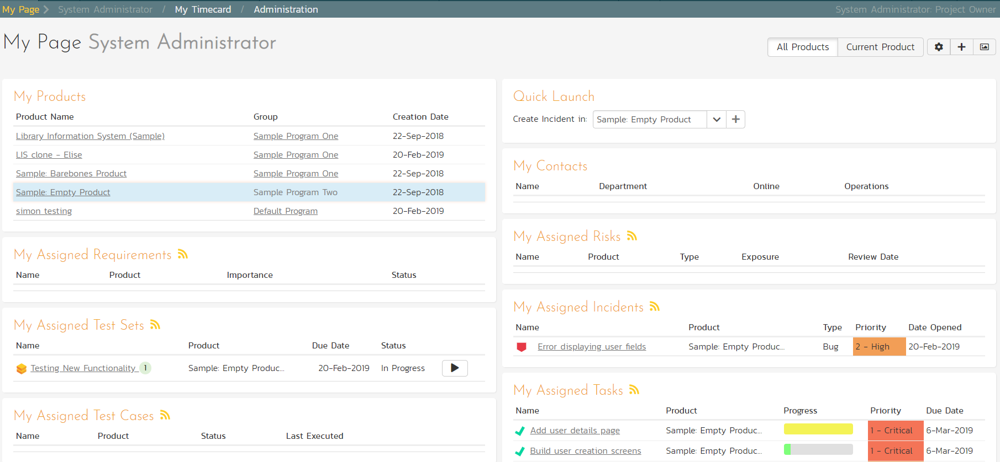 My Page System Administrator / My Timecard / Administration System Administrator: Project Owner
My Page System Administrator
All Products Current Product
My Products
Product Name Group Creation Date
Library Information System (Sample) Sample Program One 22-Sep-2018
LIS clone - Elise Sample Program One 20-Feb-2019
Sample: Barebones Product Sample Program One 22-Sep-2018
Sample: Empty Product Sample Program Two 22-Sep-2018
simon testing Default Program 20-Feb-2019
My Assigned Requirements
Name Product Importance Status
My Assigned Test Sets
Name Product Due Date Status
Testing New Functionality 1 Sample: Empty Produc... 20-Feb-2019 In Progress
My Assigned Test Cases
Name Product Status Last Executed
Quick Launch
Create Incident in: Sample: Empty Product
My Contacts
Name Department Online Operations
My Assigned Risks
Name Product Type Exposure Review Date
My Assigned Incidents
Name Product Type Priority Date Opened
Error displaying user fields Sample: Empty Produc... Bug 2 - High 20-Feb-2019
My Assigned Tasks
Name Product Progress Priority Due Date
Add user details page Sample: Empty Produc... 1 - Critical 6-Mar-2019
Build user creation screens Sample: Empty Produc... 1 - Critical 6-Mar-2019